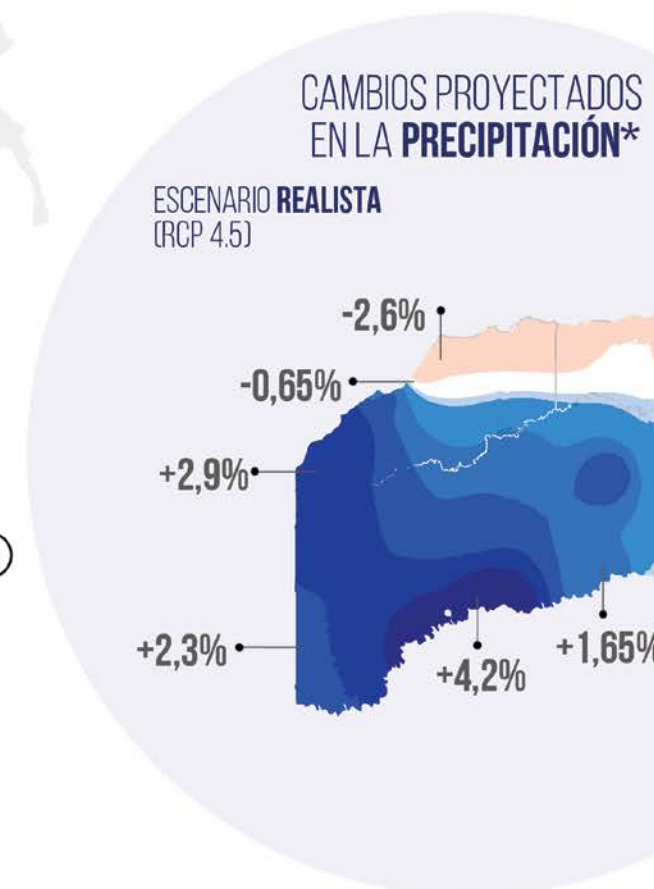 CAMBIOS PROYECTADOS
EN LA PRECIPITACIÓN*
ESCENARIO REALISTA
(RCP 4.5)
-2,6%
-0,65%
+2,9%
+2,3%
+4,2%
+1,65%